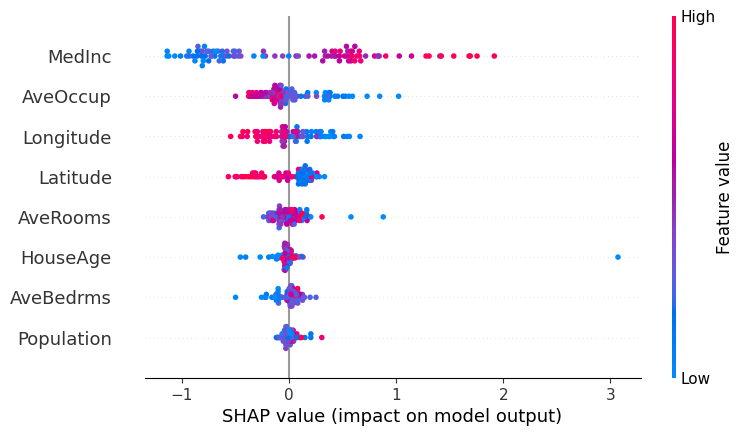 High
MedInc
AveOccup
Longitude
Latitude
AveRooms
HouseAge
AveBedrms
Population
Feature value
Low
−1
0
1
2
3
SHAP value (impact on model output)